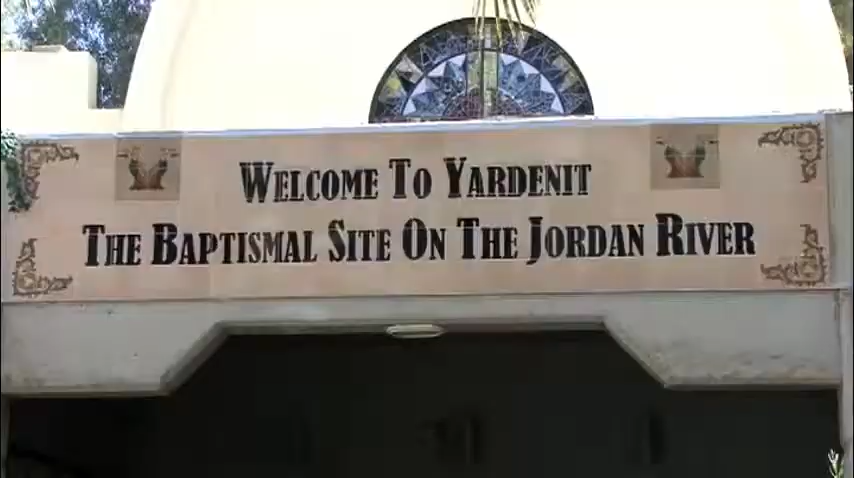 WELCOME TO YARDENIT
THE BAPTISMAL SITE ON THE JORDAN RIVER